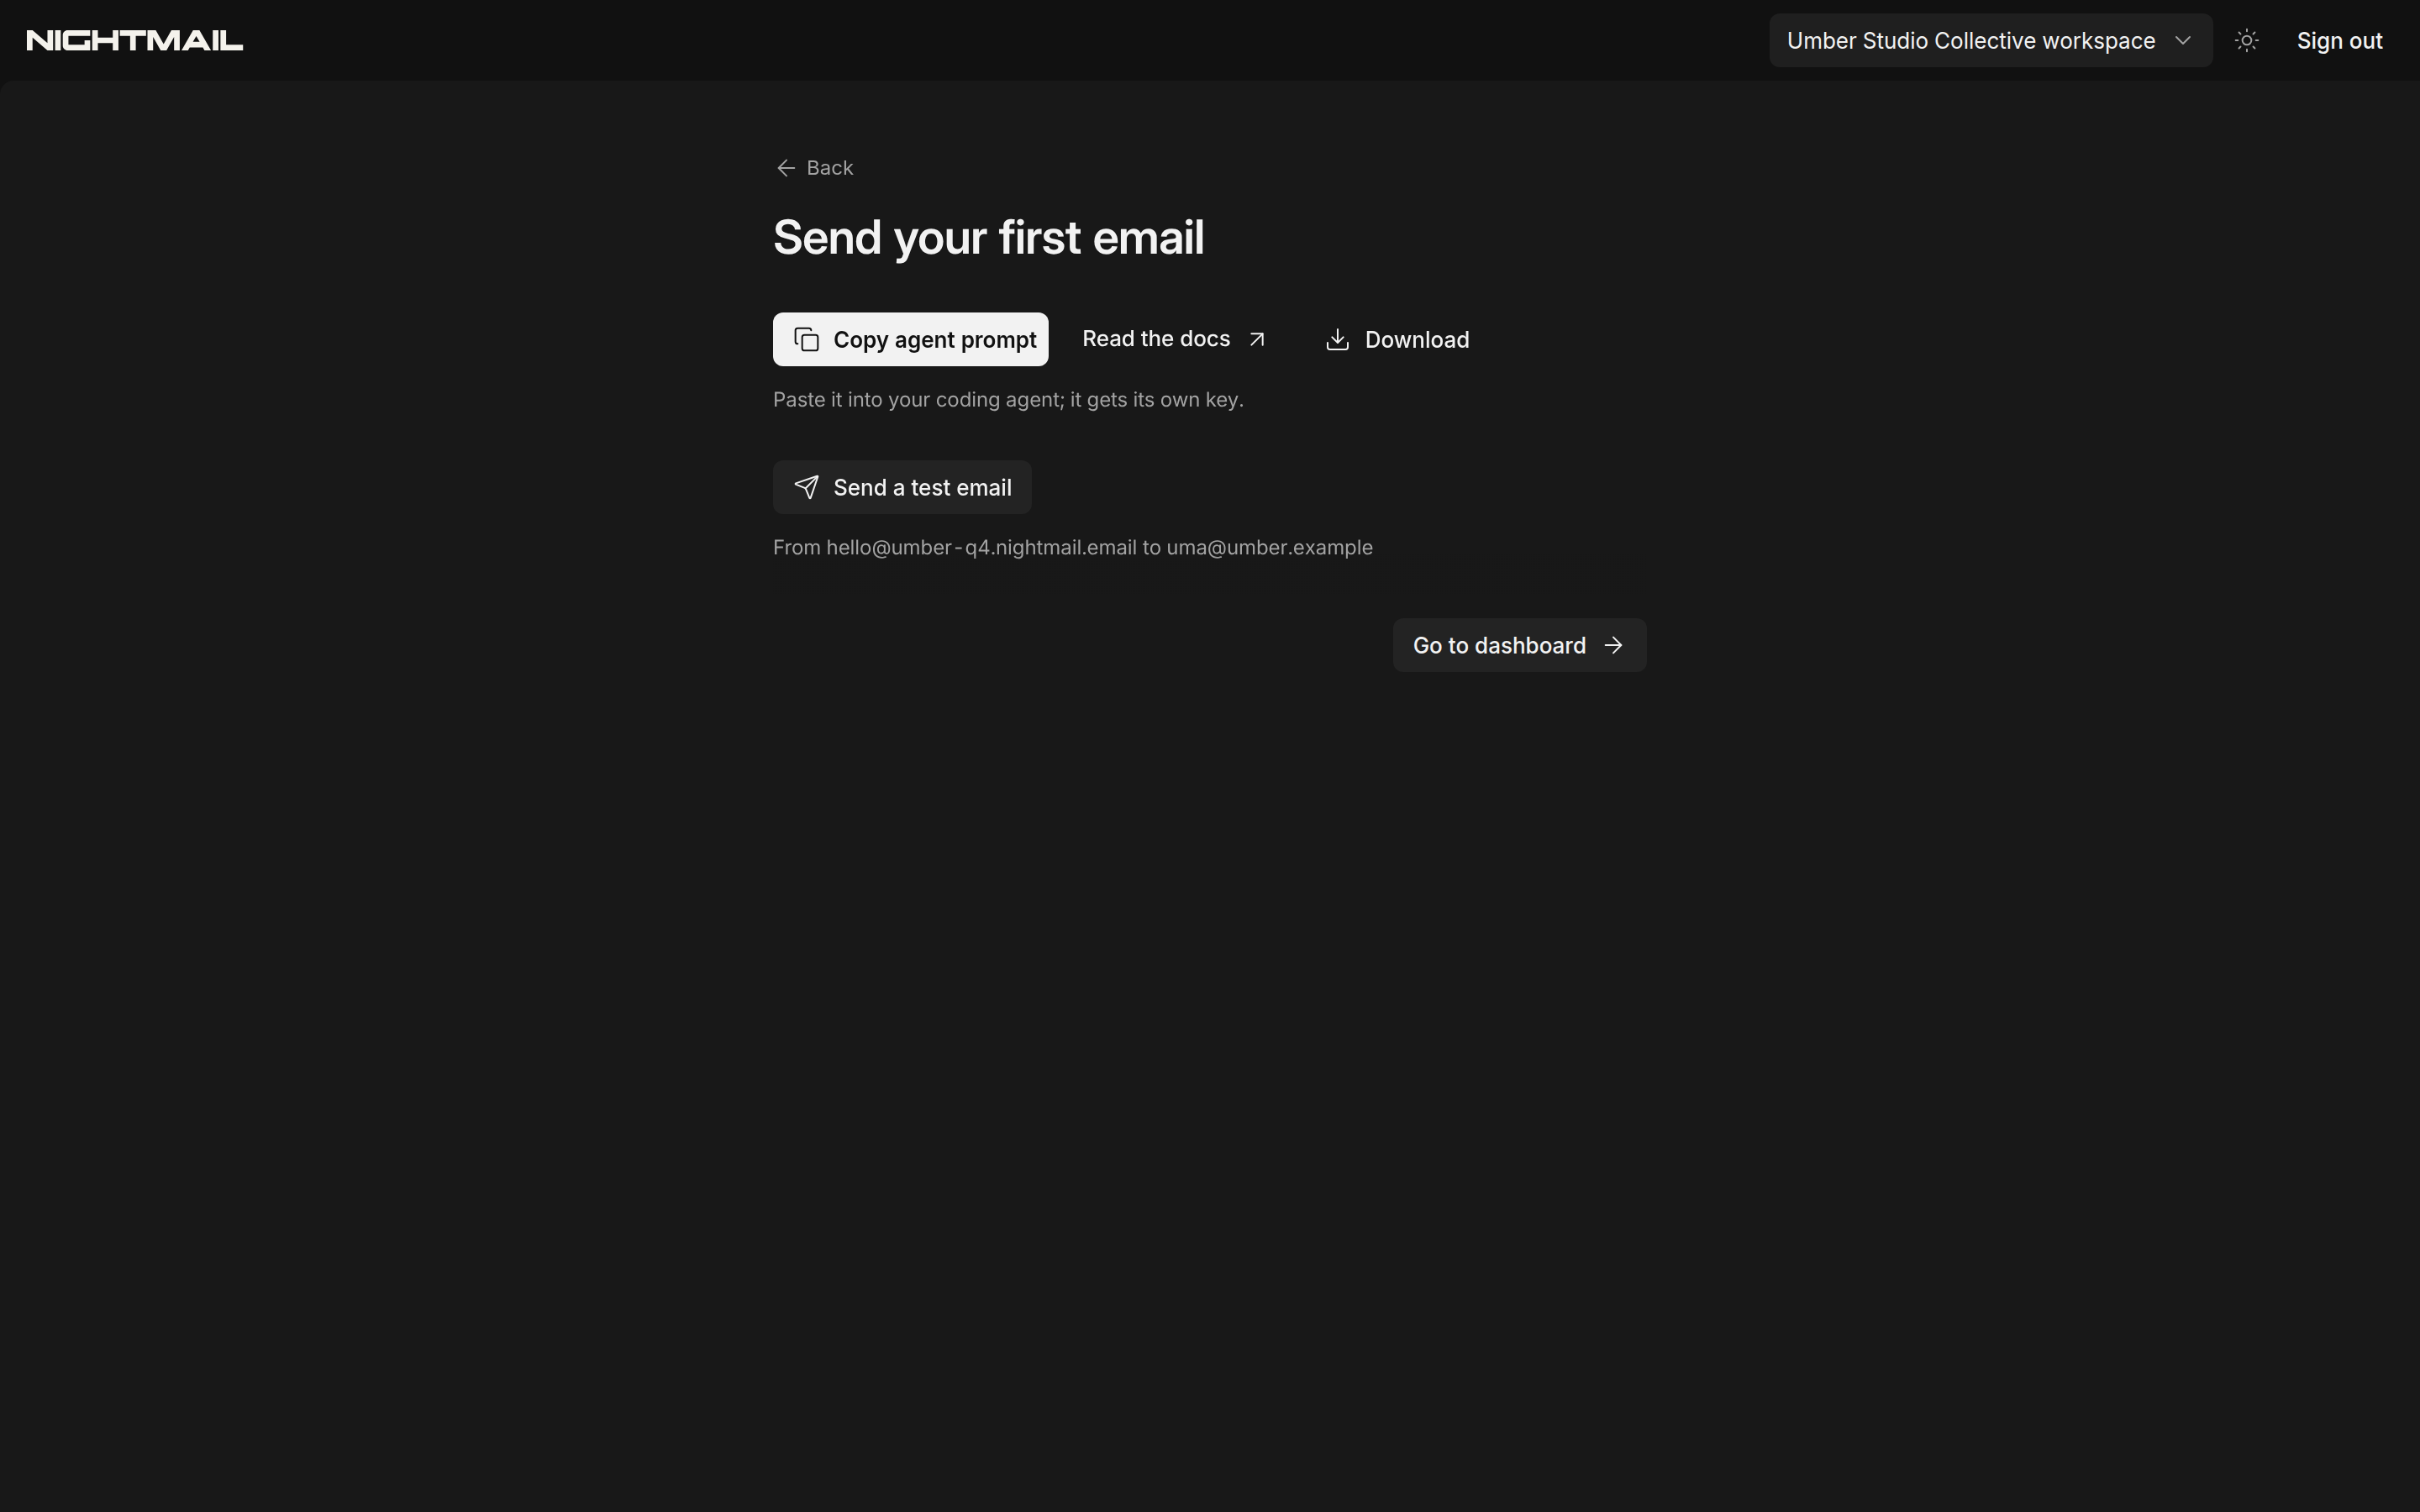 NIGHTMAIL
Umber Studio Collective workspace
Sign out
Back
Send your first email
Copy agent prompt
Read the docs
Download
Paste it into your coding agent; it gets its own key.
Send a test email
From hello@umber-q4.nightmail.email to uma@umber.example
Go to dashboard